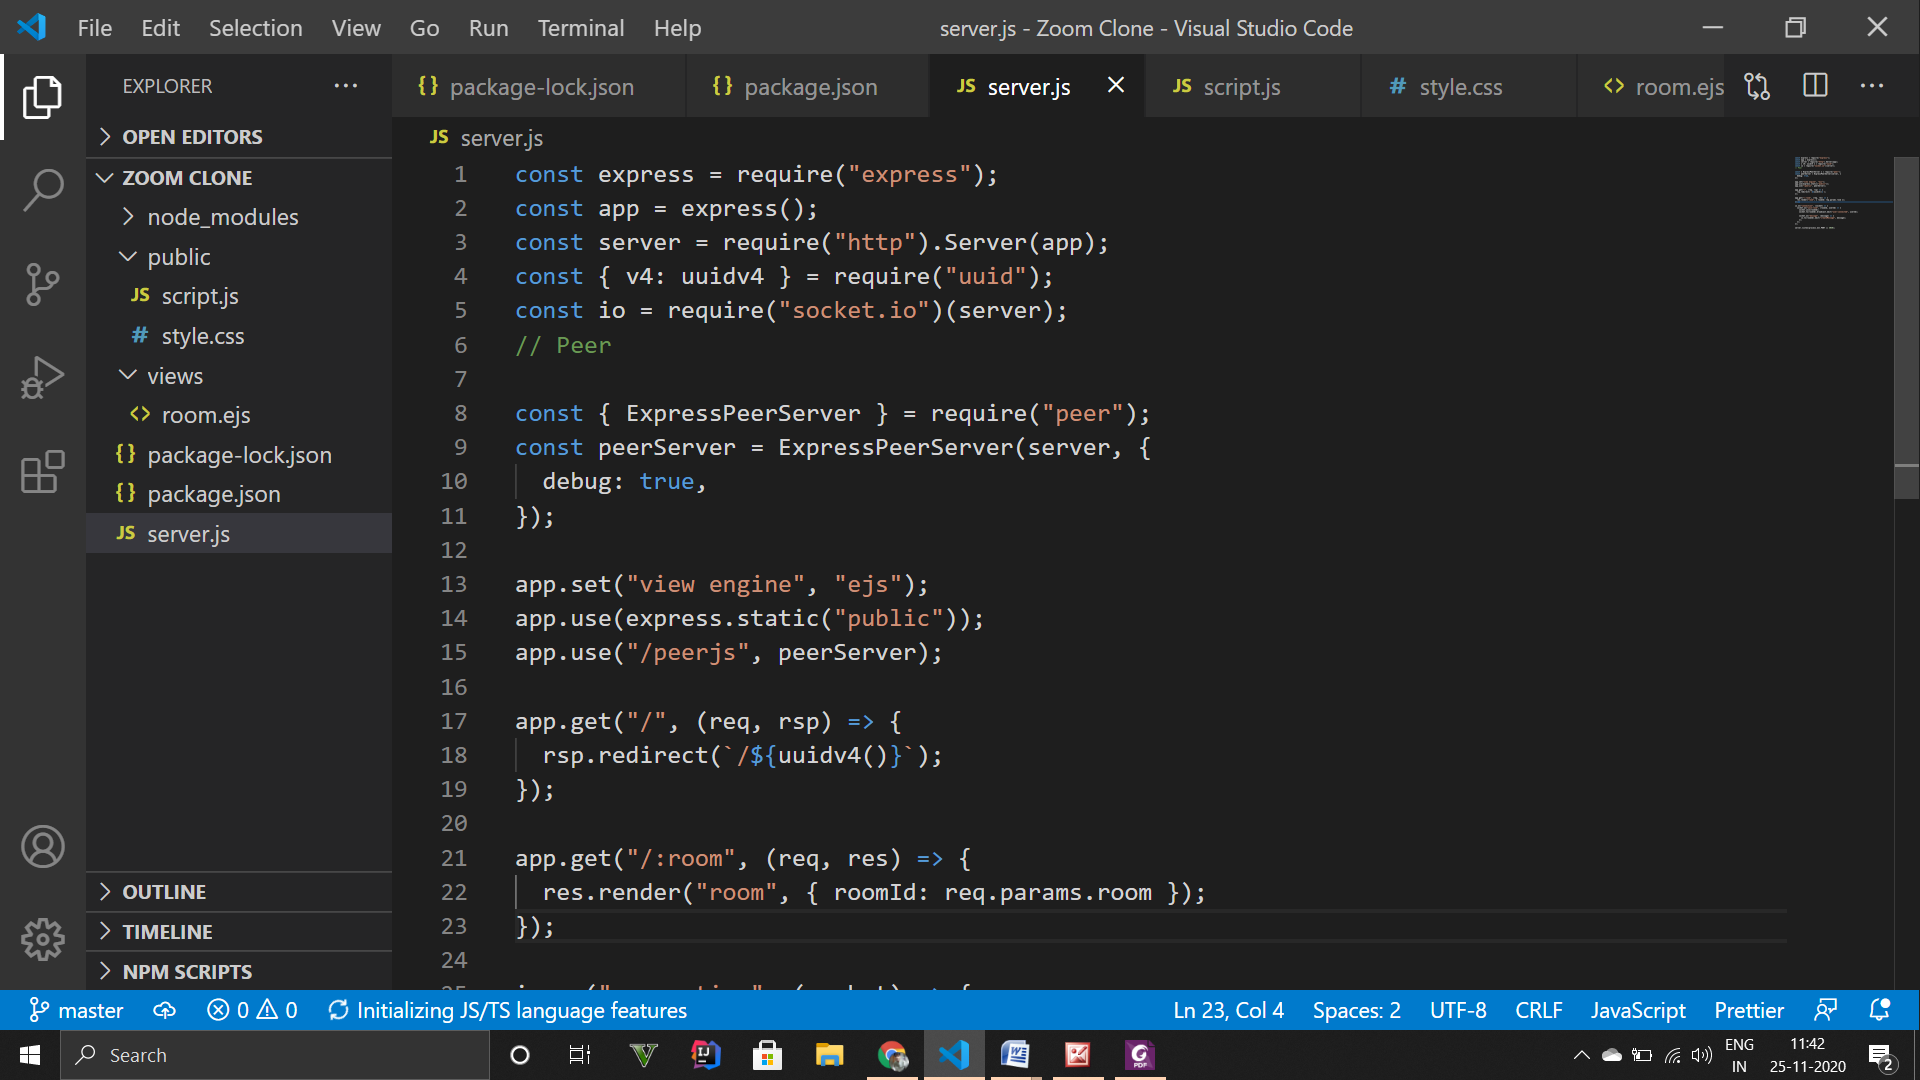 File Edit Selection View Go Run Terminal Help server.js - Zoom Clone - Visual Studio Code
EXPLORER
{} package-lock.json {} package.json JS server.js JS script.js # style.css <> room.ejs
OPEN EDITORS
JS server.js
ZOOM CLONE
node_modules
public
JS script.js
# style.css
views
<> room.ejs
{} package-lock.json
{} package.json
JS server.js
OUTLINE
TIMELINE
NPM SCRIPTS
1 const express = require("express");
2 const app = express();
3 const server = require("http").Server(app);
4 const { v4: uuidv4 } = require("uuid");
5 const io = require("socket.io")(server);
6 // Peer
7
8 const { ExpressPeerServer } = require("peer");
9 const peerServer = ExpressPeerServer(server, {
10 debug: true,
11 });
12
13 app.set("view engine", "ejs");
14 app.use(express.static("public"));
15 app.use("/peerjs", peerServer);
16
17 app.get("/", (req, rsp) => {
18 rsp.redirect(`/${uuidv4()}`);
19 });
20
21 app.get("/:room", (req, res) => {
22 res.render("room", { roomId: req.params.room });
23 });
24
master 0 0 Initializing JS/TS language features Ln 23, Col 4 Spaces: 2 UTF-8 CRLF JavaScript Prettier
Search
ENG
IN
11:42
25-11-2020
2